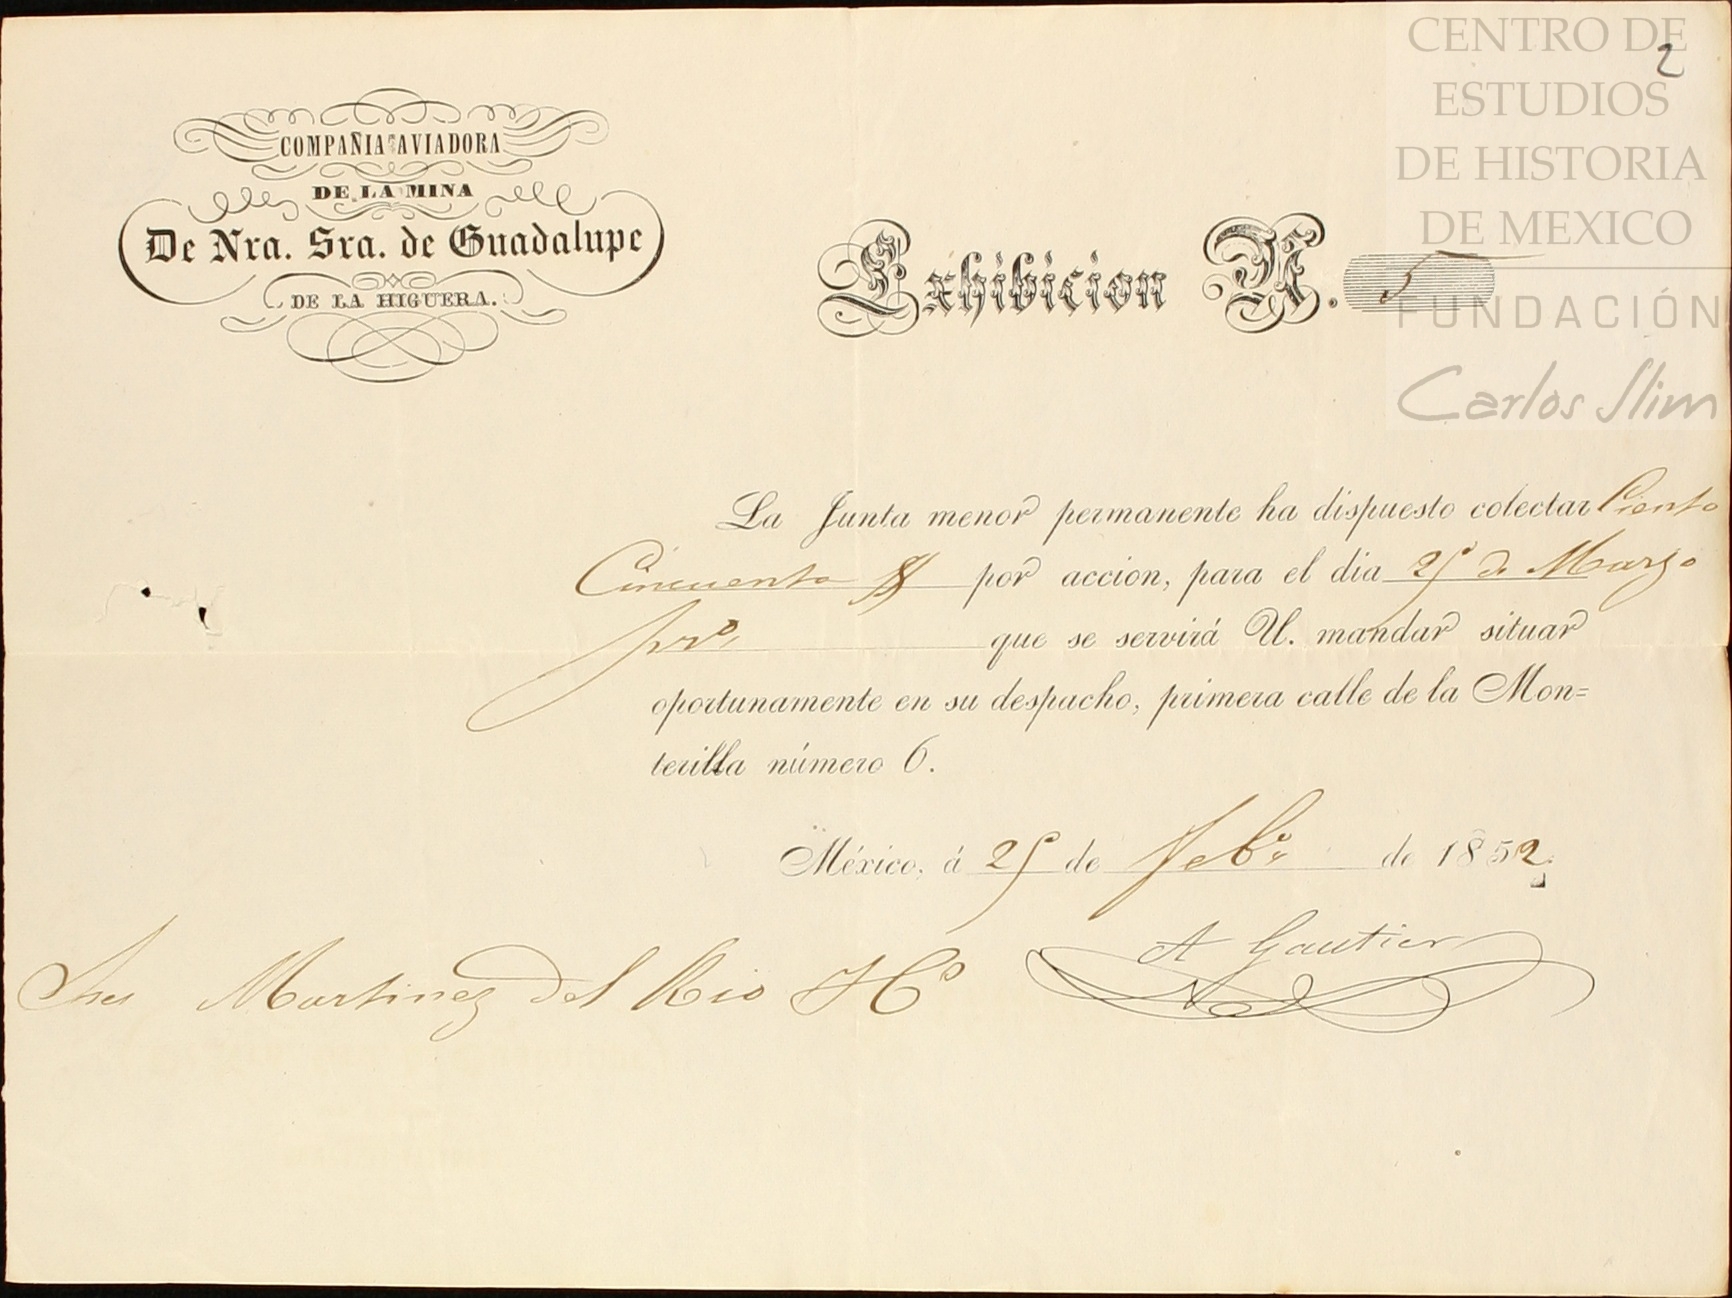 CENTRO DE
ESTUDIOS
DE HISTORIA
DE MEXICO
FUNDACIÓN
Carlos Slim
2
COMPAÑIA AVIADORA
DE LA MINA
De Nra. Sra. de Guadalupe
DE LA HIGUERA.
Exhibicion N. 5
La Junta menor permanente ha dispuesto colectar Ciento
Cincuenta $ por accion, para el dia 25 de Marzo
pro, que se servirá U. mandar situar
oportunamente en su despacho, primera calle de la Mon=
terilla número 6.
México, á 25 de Feb.o de 1852.
A Gautier
Sres Martinez del Rio Hos